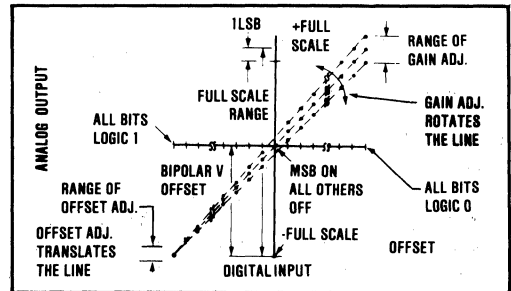 1LSB
+FULL
SCALE
RANGE OF
GAIN ADJ.
FULL SCALE
RANGE
GAIN ADJ.
ROTATES
THE LINE
ANALOG OUTPUT
ALL BITS
LOGIC 1
BIPOLAR V
OFFSET
MSB ON
ALL OTHERS
OFF
ALL BITS
LOGIC 0
RANGE OF
OFFSET ADJ.
OFFSET ADJ.
TRANSLATES
THE LINE
-FULL SCALE
OFFSET
DIGITAL INPUT